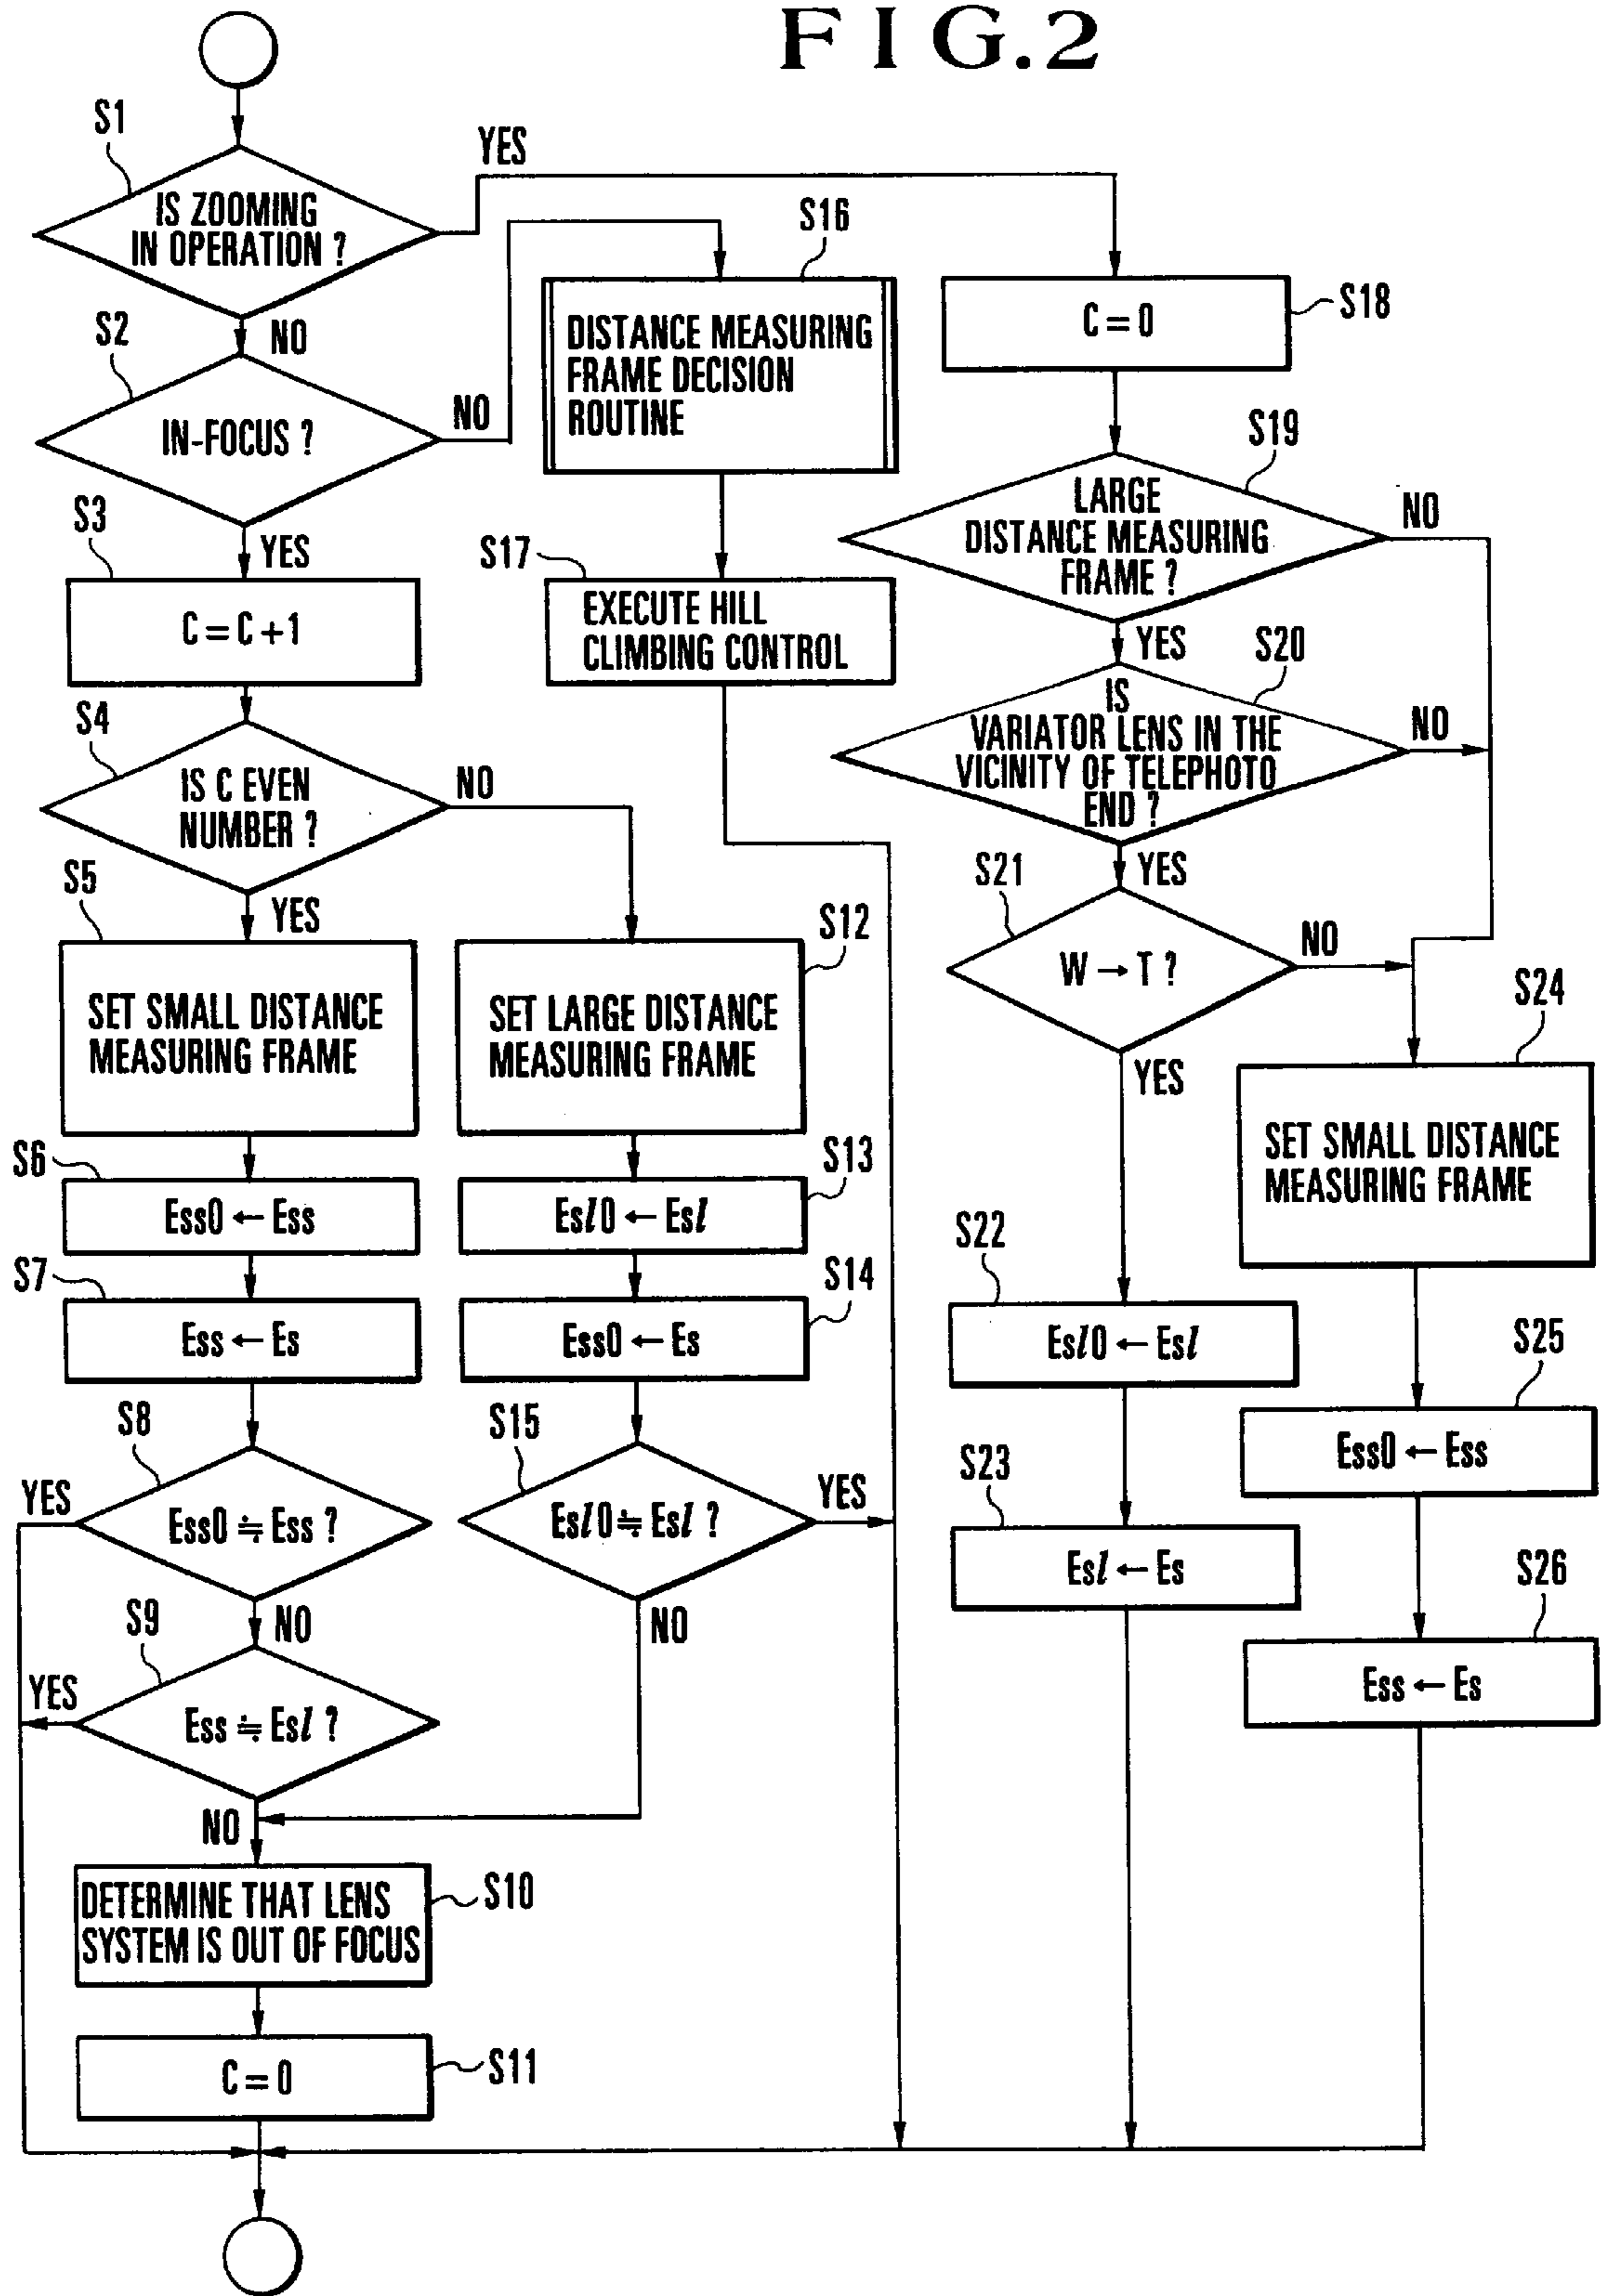 FIG.2
S1
IS ZOOMING
IN OPERATION ?
YES
NO
S2
IN-FOCUS ?
NO
YES
S3
C = C + 1
S4
IS C EVEN
NUMBER ?
NO
YES
S5
SET SMALL DISTANCE
MEASURING FRAME
S6
Ess0 ← Ess
S7
Ess ← Es
S8
Ess0 ≒ Ess ?
YES
NO
S9
Ess ≒ Esl ?
YES
NO
S10
DETERMINE THAT LENS
SYSTEM IS OUT OF FOCUS
S11
C = 0
S12
SET LARGE DISTANCE
MEASURING FRAME
S13
Esl0 ← Esl
S14
Ess0 ← Es
S15
Esl0 ≒ Esl ?
YES
NO
S16
DISTANCE MEASURING
FRAME DECISION
ROUTINE
S17
EXECUTE HILL
CLIMBING CONTROL
S18
C = 0
S19
LARGE
DISTANCE MEASURING
FRAME ?
NO
YES
S20
IS
VARIATOR LENS IN THE
VICINITY OF TELEPHOTO
END ?
NO
YES
S21
W → T ?
NO
YES
S22
Esl0 ← Esl
S23
Esl ← Es
S24
SET SMALL DISTANCE
MEASURING FRAME
S25
Ess0 ← Ess
S26
Ess ← Es